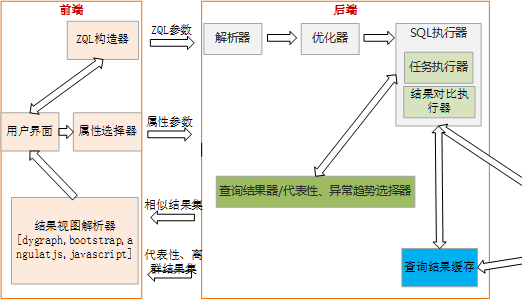 前端
后端
ZQL构造器
ZQL参数
解析器
优化器
SQL执行器
任务执行器
结果对比执
行器
用户界面
属性选择器
属性参数
查询结果器/代表性、异常趋势选择器
相似结果集
结果视图解析器
[dygraph,bootstrap,a
ngulatjs,javascript]
代表性、离
群结果集
查询结果缓存